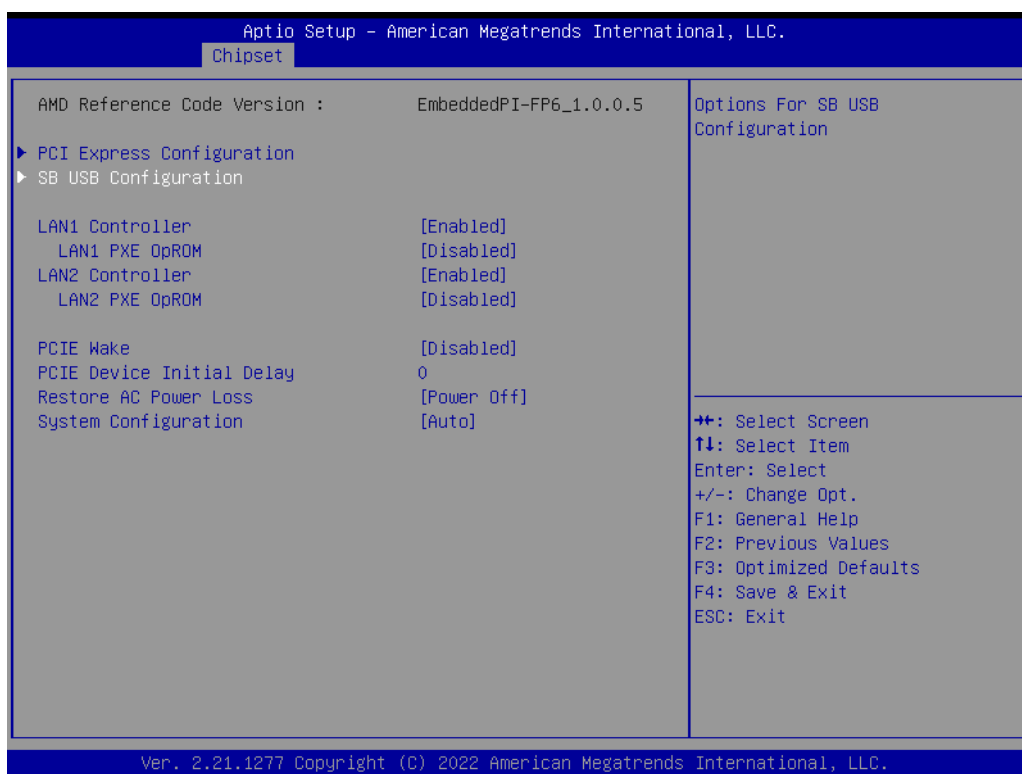 Aptio Setup – American Megatrends International, LLC.
Chipset
AMD Reference Code Version : EmbeddedPI-FP6_1.0.0.5
PCI Express Configuration
SB USB Configuration
LAN1 Controller [Enabled]
LAN1 PXE OpROM [Disabled]
LAN2 Controller [Enabled]
LAN2 PXE OpROM [Disabled]
PCIE Wake [Disabled]
PCIE Device Initial Delay 0
Restore AC Power Loss [Power Off]
System Configuration [Auto]
Options For SB USB
Configuration
→←: Select Screen
↑↓: Select Item
Enter: Select
+/-: Change Opt.
F1: General Help
F2: Previous Values
F3: Optimized Defaults
F4: Save & Exit
ESC: Exit
Ver. 2.21.1277 Copyright (C) 2022 American Megatrends International, LLC.